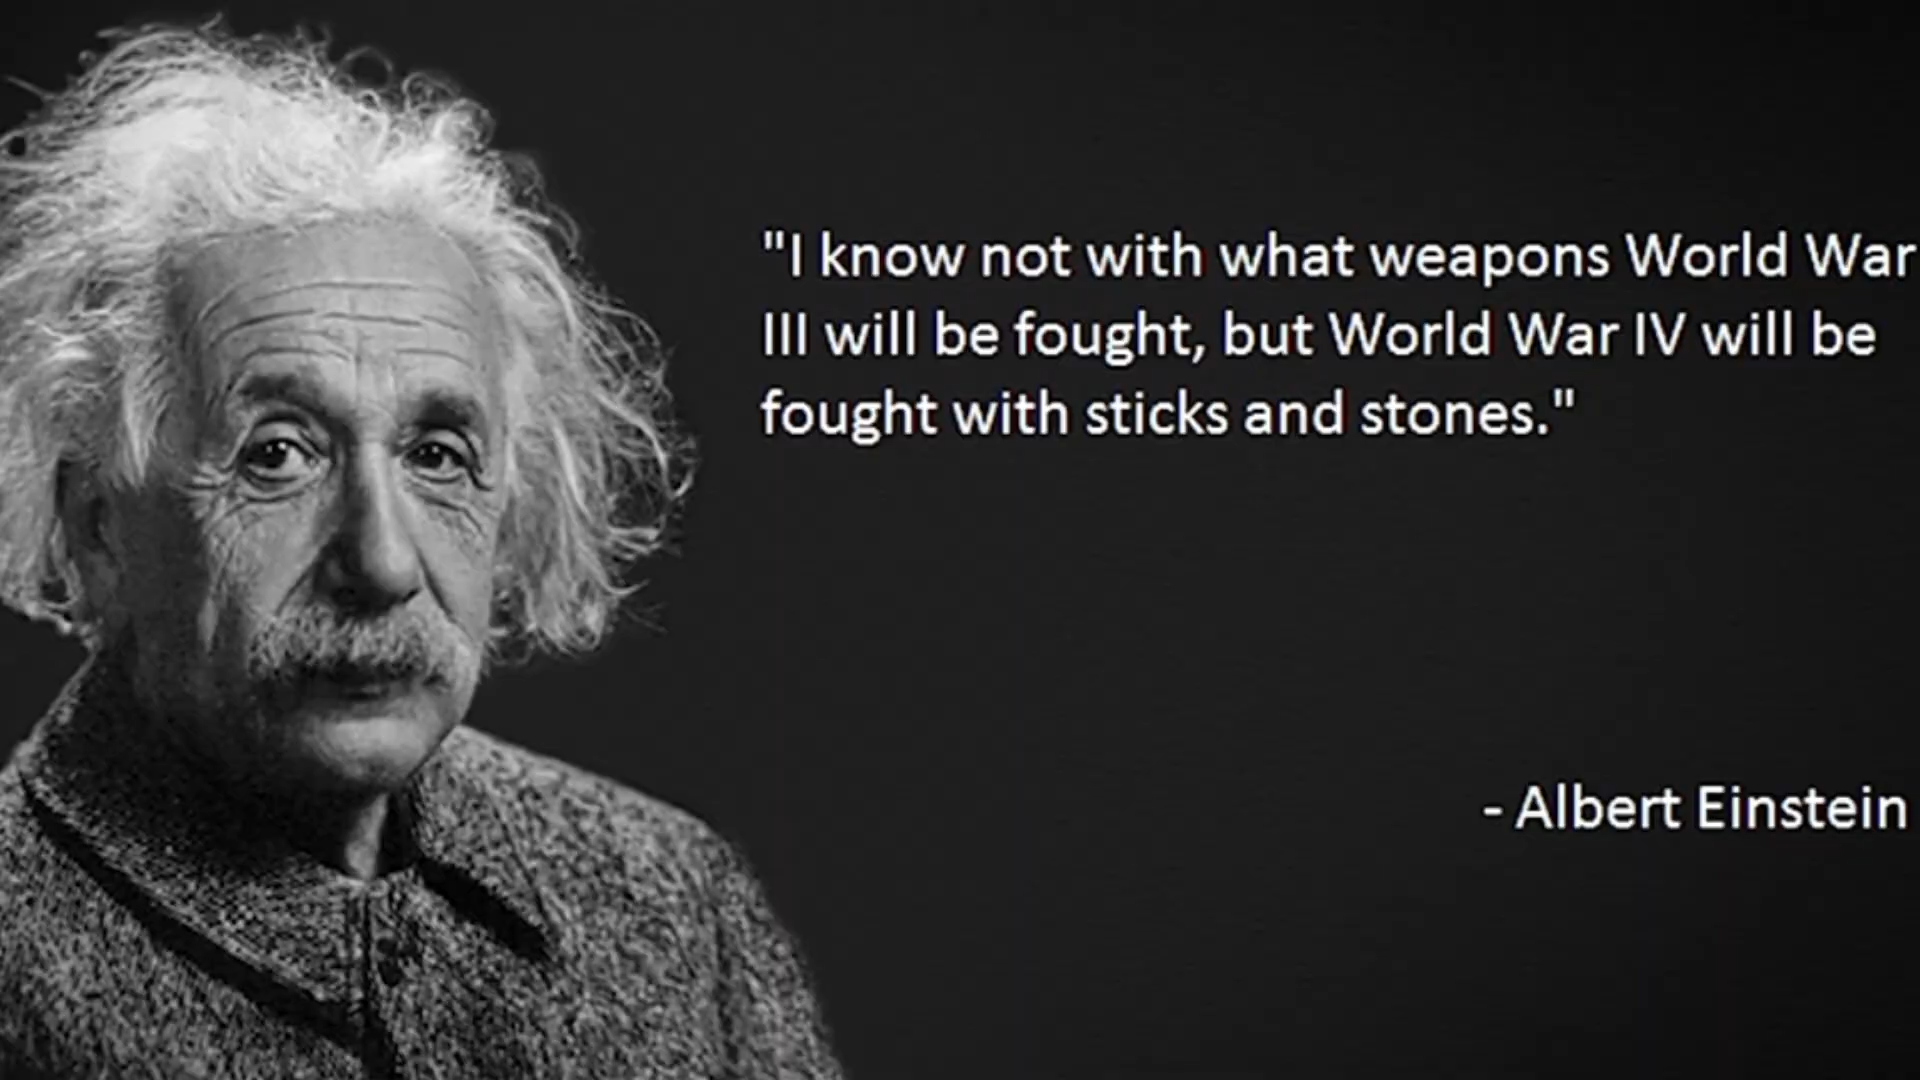 "I know not with what weapons World War
III will be fought, but World War IV will be
fought with sticks and stones."
- Albert Einstein